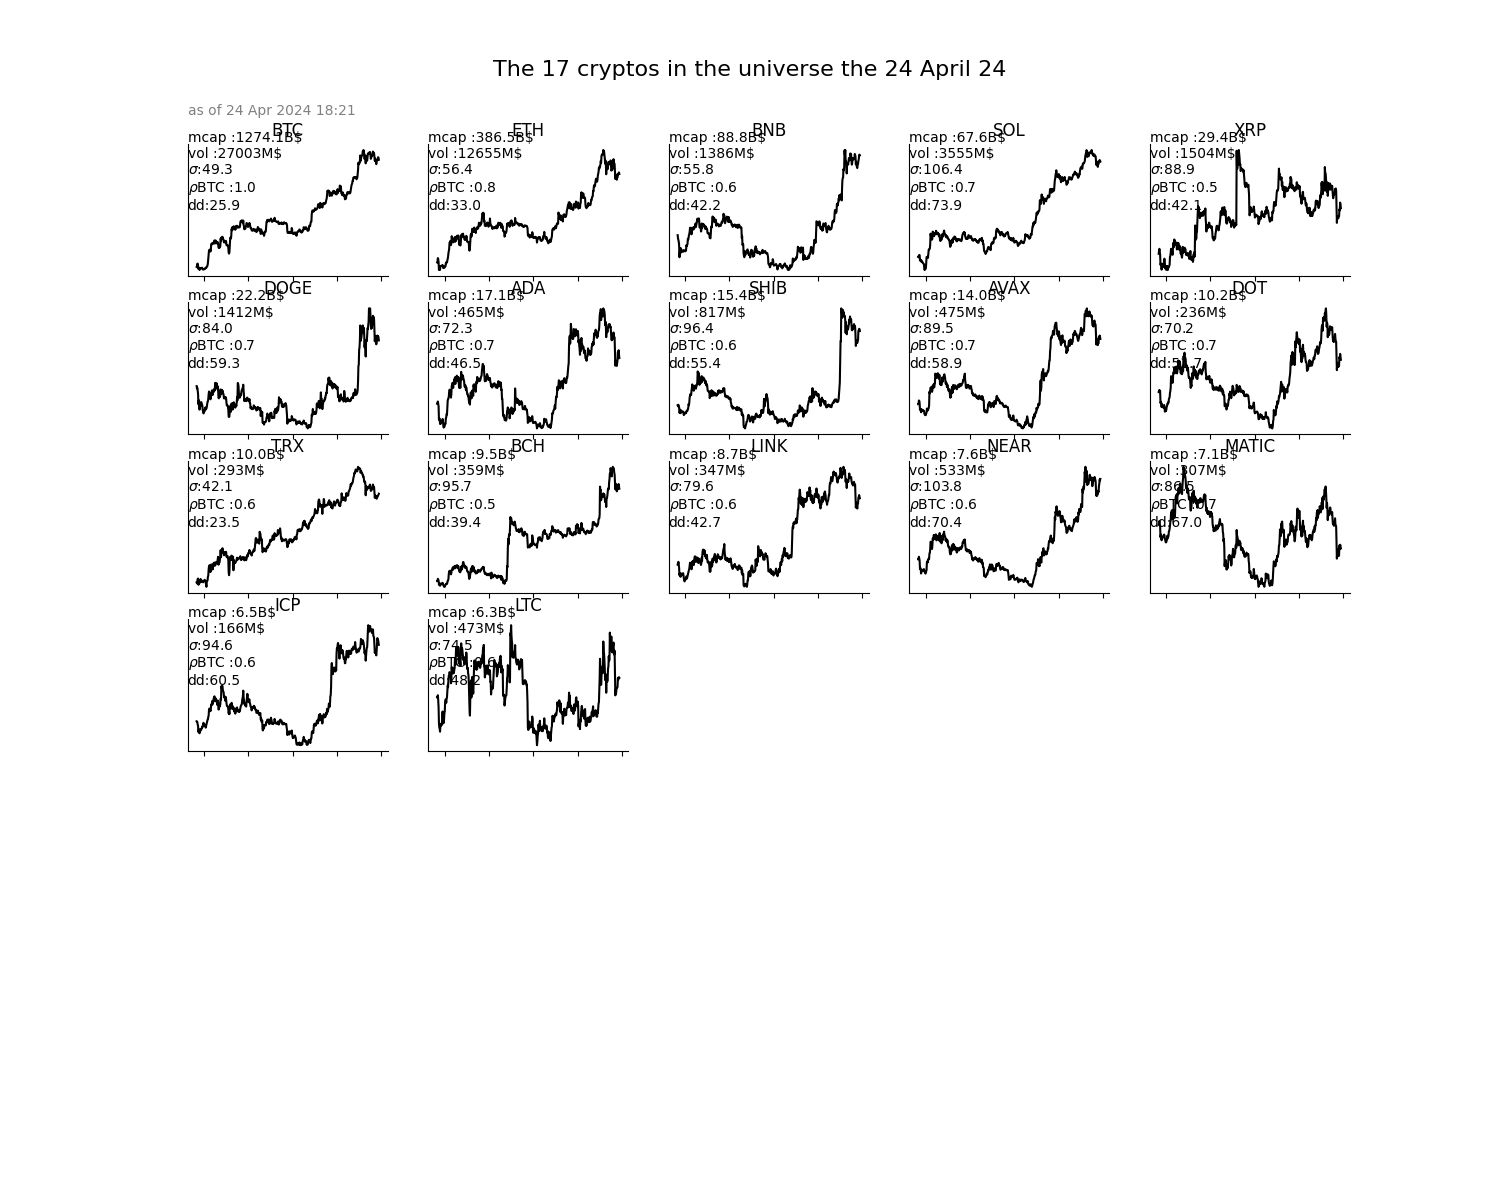 The 17 cryptos in the universe the 24 April 24
as of 24 Apr 2024 18:21
BTC
mcap :1274.1B$
vol :27003M$
σ:49.3
ρBTC :1.0
dd:25.9
ETH
mcap :386.5B$
vol :12655M$
σ:56.4
ρBTC :0.8
dd:33.0
BNB
mcap :88.8B$
vol :1386M$
σ:55.8
ρBTC :0.6
dd:42.2
SOL
mcap :67.6B$
vol :3555M$
σ:106.4
ρBTC :0.7
dd:73.9
XRP
mcap :29.4B$
vol :1504M$
σ:88.9
ρBTC :0.5
dd:42.1
DOGE
mcap :22.2B$
vol :1412M$
σ:84.0
ρBTC :0.7
dd:59.3
ADA
mcap :17.1B$
vol :465M$
σ:72.3
ρBTC :0.7
dd:46.5
SHIB
mcap :15.4B$
vol :817M$
σ:96.4
ρBTC :0.6
dd:55.4
AVAX
mcap :14.0B$
vol :475M$
σ:89.5
ρBTC :0.7
dd:58.9
DOT
mcap :10.2B$
vol :236M$
σ:70.2
ρBTC :0.7
TRX
mcap :10.0B$
vol :293M$
σ:42.1
ρBTC :0.6
dd:23.5
BCH
mcap :9.5B$
vol :359M$
σ:95.7
ρBTC :0.5
dd:39.4
LINK
mcap :8.7B$
vol :347M$
σ:79.6
ρBTC :0.6
dd:42.7
NEAR
mcap :7.6B$
vol :533M$
σ:103.8
ρBTC :0.6
dd:70.4
MATIC
mcap :7.1B$
vol :307M$
σ:86.5
ρBTC :0.7
dd:67.0
ICP
mcap :6.5B$
vol :166M$
σ:94.6
ρBTC :0.6
dd:60.5
LTC
mcap :6.3B$
vol :473M$
σ:74.5
ρBTC :0.6
dd:48.2